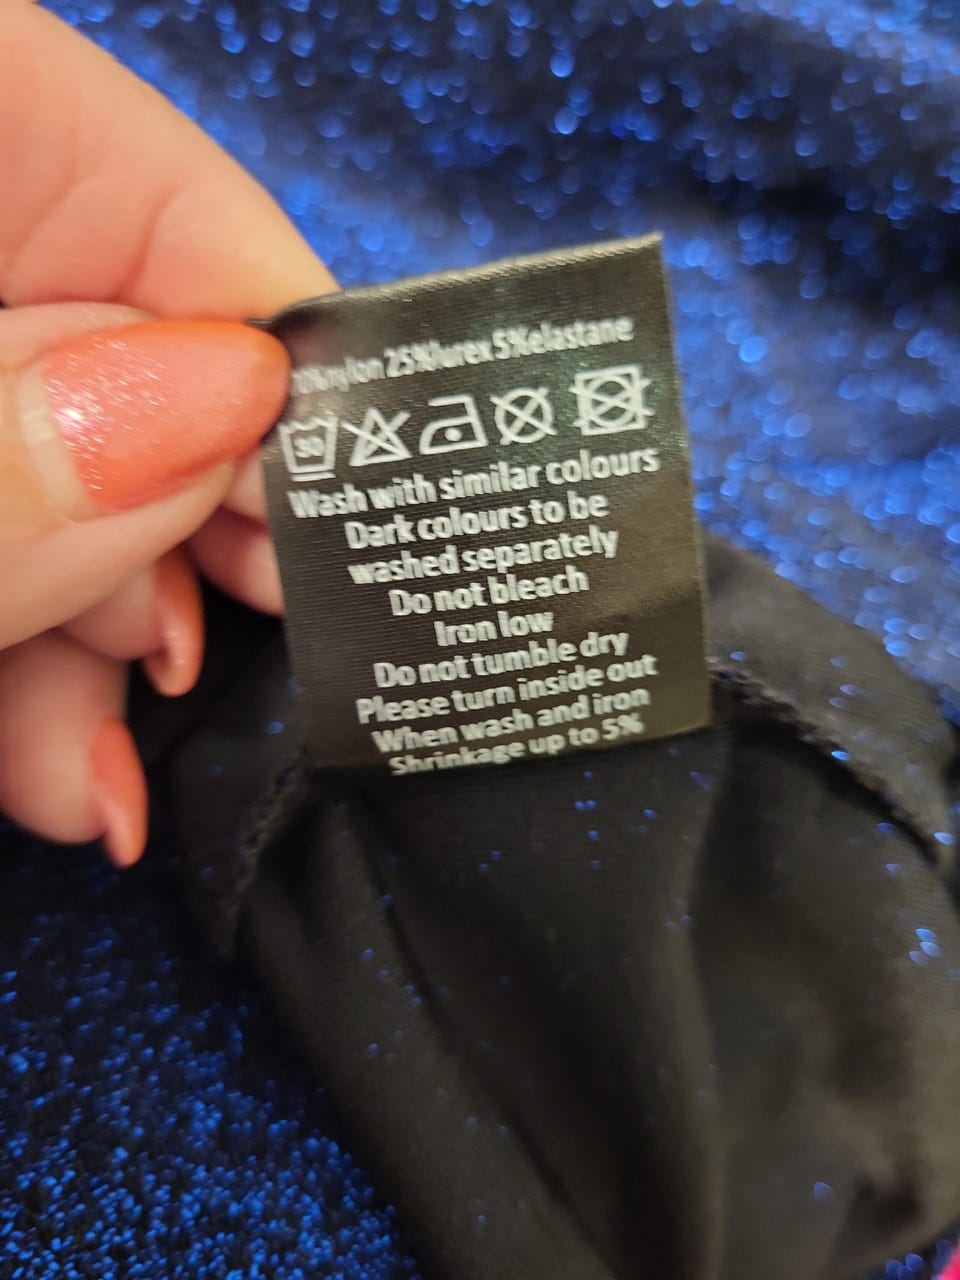 70%nylon 25%lurex 5%elastane
30
Wash with similar colours
Dark colours to be
washed separately
Do not bleach
Iron low
Do not tumble dry
Please turn inside out
When wash and iron
Shrinkage up to 5%